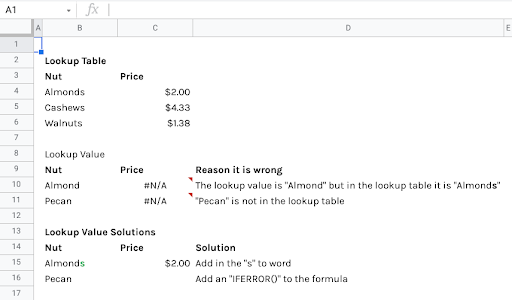 A1 fx
A B C D E
1
2 Lookup Table
3 Nut Price
4 Almonds $2.00
5 Cashews $4.33
6 Walnuts $1.38
7
8 Lookup Value
9 Nut Price Reason it is wrong
10 Almond #N/A The lookup value is "Almond" but in the lookup table it is "Almonds"
11 Pecan #N/A "Pecan" is not in the lookup table
12
13 Lookup Value Solutions
14 Nut Price Solution
15 Almonds $2.00 Add in the "s" to word
16 Pecan Add an "IFERROR()" to the formula
17